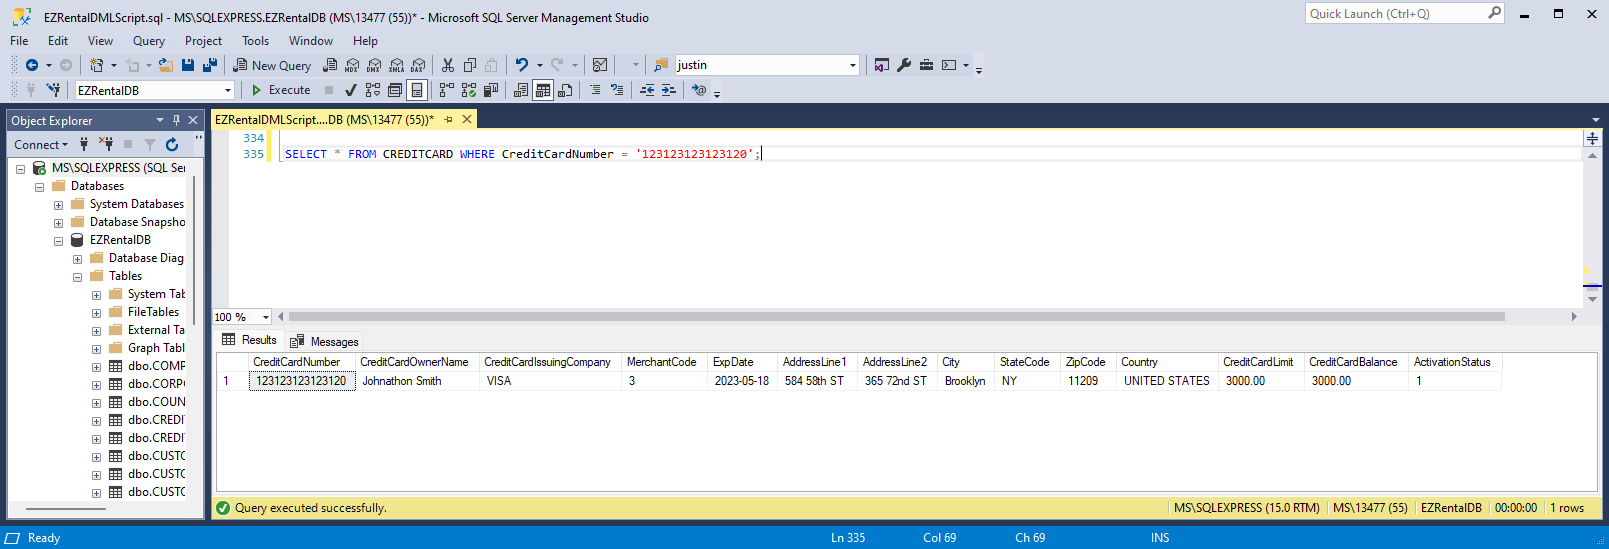 EZRentalDMLScript.sql - MS\SQLEXPRESS.EZRentalDB (MS\13477 (55))* - Microsoft SQL Server Management Studio
Quick Launch (Ctrl+Q)
File Edit View Query Project Tools Window Help
New Query MDX DMX XMLA DAX justin
EZRentalDB Execute
Object Explorer
EZRentalDMLScript....DB (MS\13477 (55))*
Connect
MS\SQLEXPRESS (SQL Ser
Databases
System Databases
Database Snapsho
EZRentalDB
Database Diag
Tables
System Tab
FileTables
External Ta
Graph Tabl
dbo.COMP
dbo.CORPC
dbo.COUN
dbo.CREDI
dbo.CREDI
dbo.CUSTC
dbo.CUSTC
dbo.CUSTC
334
335 SELECT * FROM CREDITCARD WHERE CreditCardNumber = '123123123123120';
100 %
Results Messages
CreditCardNumber CreditCardOwnerName CreditCardIssuingCompany MerchantCode ExpDate AddressLine1 AddressLine2 City StateCode ZipCode Country CreditCardLimit CreditCardBalance ActivationStatus
1 123123123123120 Johnathon Smith VISA 3 2023-05-18 584 58th ST 365 72nd ST Brooklyn NY 11209 UNITED STATES 3000.00 3000.00 1
Query executed successfully. MS\SQLEXPRESS (15.0 RTM) MS\13477 (55) EZRentalDB 00:00:00 1 rows
Ready Ln 335 Col 69 Ch 69 INS